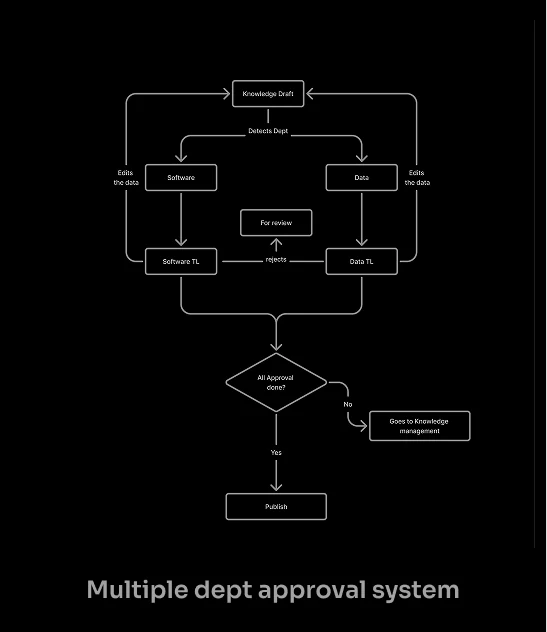 Knowledge Draft
Detects Dept
Edits
the data
Software
Data
Edits
the data
For review
Software TL
rejects
Data TL
All Approval
done?
No
Goes to Knowledge
management
Yes
Publish
Multiple dept approval system